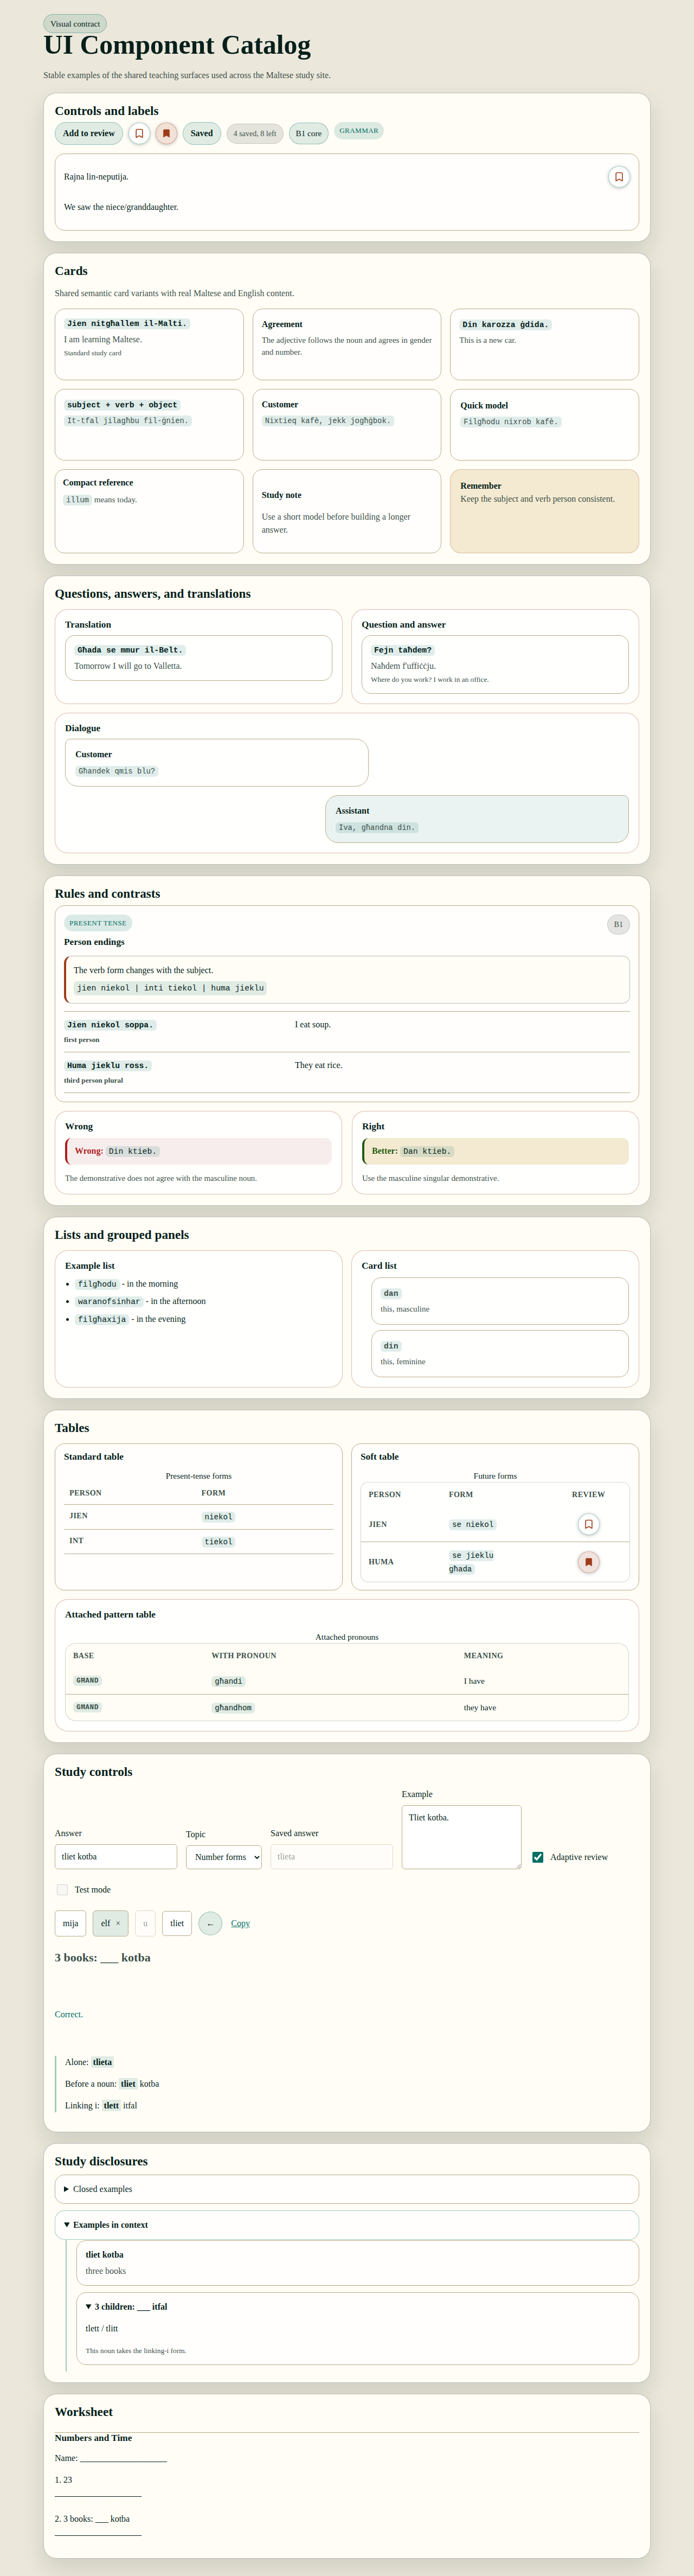 Visual contract
UI Component Catalog
Stable examples of the shared teaching surfaces used across the Maltese study site.
Controls and labels
Add to review
Saved
4 saved, 8 left
B1 core
GRAMMAR
Rajna lin-neputija.
We saw the niece/granddaughter.
Cards
Shared semantic card variants with real Maltese and English content.
Jien nitgħallem il-Malti.
I am learning Maltese.
Standard study card
Agreement
The adjective follows the noun and agrees in gender
and number.
Din karozza ġdida.
This is a new car.
subject + verb + object
It-tfal jilagħbu fil-ġnien.
Customer
Nixtieq kafè, jekk jogħġbok.
Quick model
Filgħodu nixrob kafè.
Compact reference
illum means today.
Study note
Use a short model before building a longer
answer.
Remember
Keep the subject and verb person consistent.
Questions, answers, and translations
Translation
Għada se mmur il-Belt.
Tomorrow I will go to Valletta.
Question and answer
Fejn taħdem?
Naħdem f'uffiċċju.
Where do you work? I work in an office.
Dialogue
Customer
Għandek qmis blu?
Assistant
Iva, għandna din.
Rules and contrasts
PRESENT TENSE
B1
Person endings
The verb form changes with the subject.
jien niekol | inti tiekol | huma jieklu
Jien niekol soppa.
first person
I eat soup.
Huma jieklu ross.
third person plural
They eat rice.
Wrong
Wrong: Din ktieb.
The demonstrative does not agree with the masculine noun.
Right
Better: Dan ktieb.
Use the masculine singular demonstrative.
Lists and grouped panels
Example list
filgħodu - in the morning
waranofsinhar - in the afternoon
filgħaxija - in the evening
Card list
dan
this, masculine
din
this, feminine
Tables
Standard table
Present-tense forms
PERSON FORM
JIEN niekol
INT tiekol
Soft table
Future forms
PERSON FORM REVIEW
JIEN se niekol
HUMA se jieklu
għada
Attached pattern table
Attached pronouns
BASE WITH PRONOUN MEANING
GĦAND għandi I have
GĦAND għandhom they have
Study controls
Answer
tliet kotba
Topic
Number forms
Saved answer
tlieta
Example
Tliet kotba.
Adaptive review
Test mode
mija
elf ×
u
tliet
←
Copy
3 books: ___ kotba
Correct.
Alone: tlieta
Before a noun: tliet kotba
Linking i: tlett itfal
Study disclosures
Closed examples
Examples in context
tliet kotba
three books
3 children: ___ itfal
tlett / tlitt
This noun takes the linking-i form.
Worksheet
Numbers and Time
Name: ____________________
1. 23
____________________
2. 3 books: ___ kotba
____________________